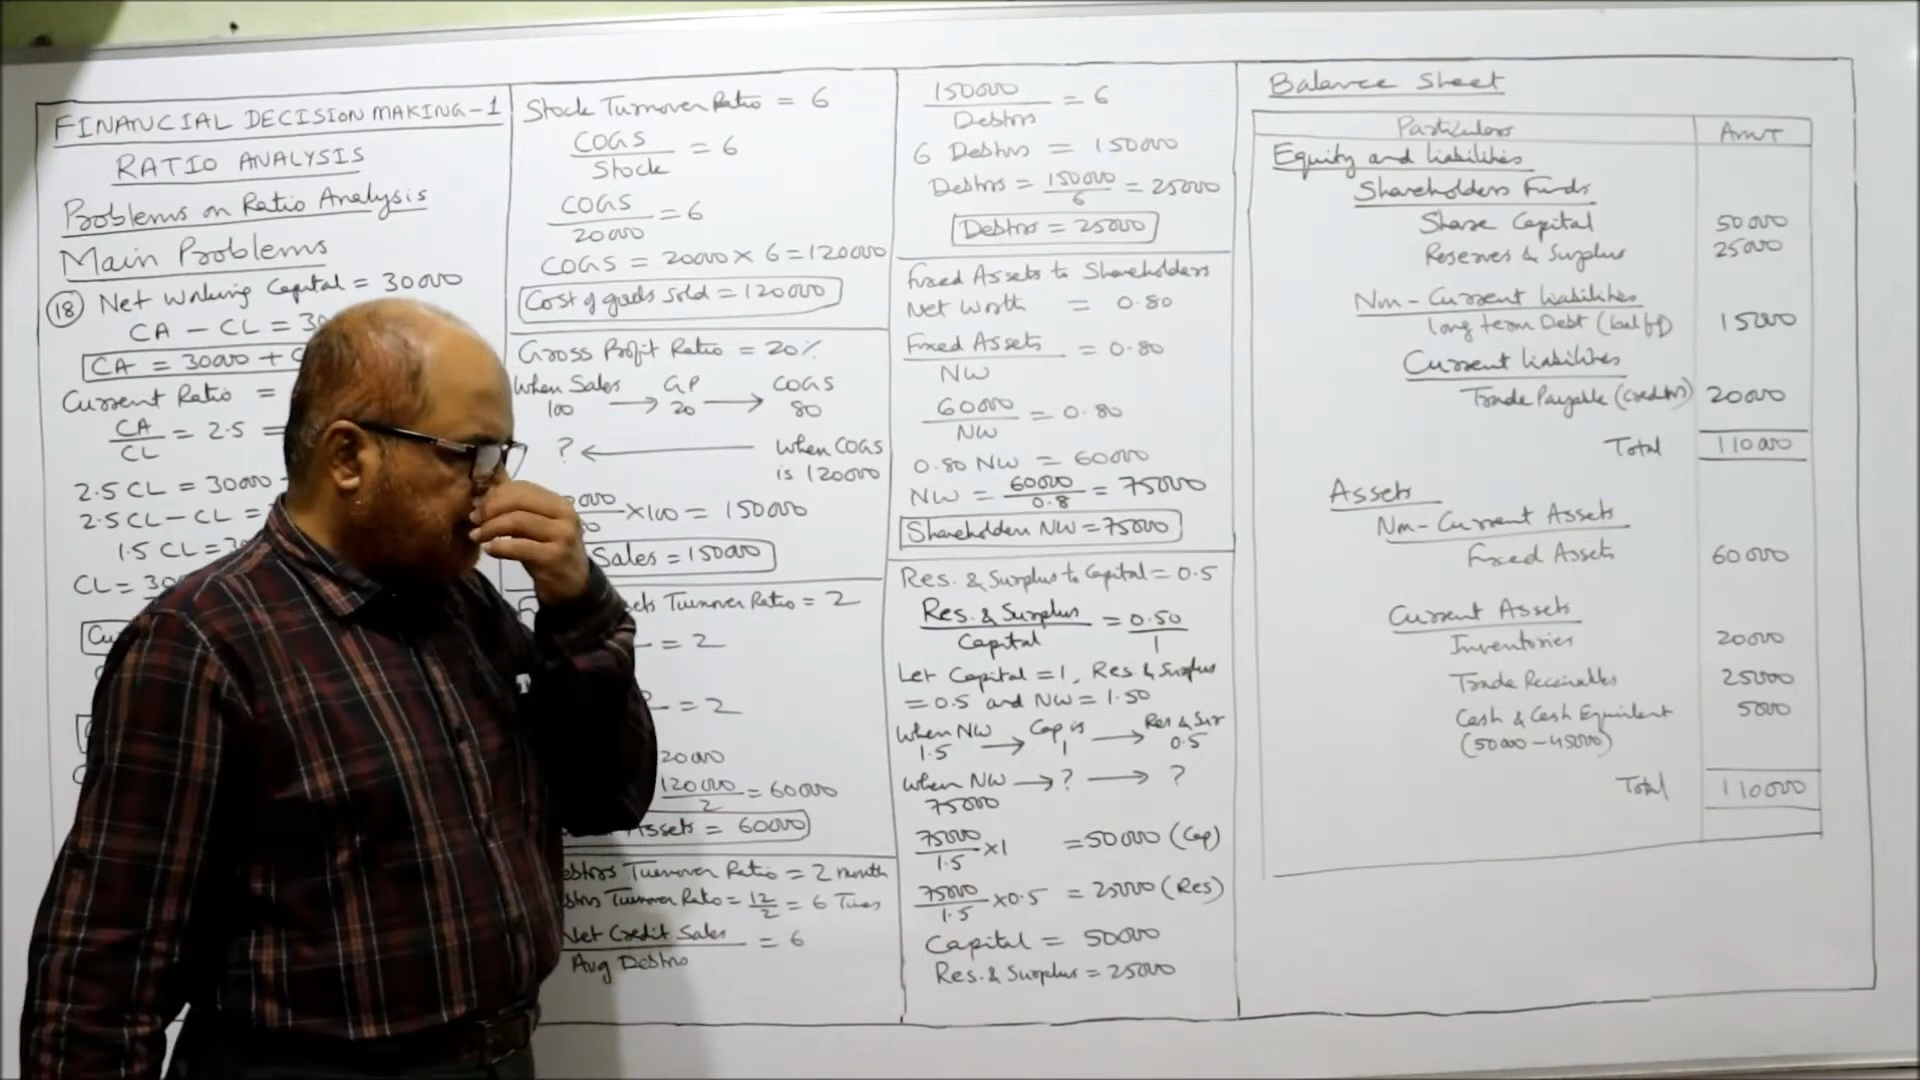 FINANCIAL DECISION MAKING-1
RATIO ANALYSIS
Problems on Ratio Analysis
Main Problems
(18) Net Working Capital = 30000
CA - CL =
CA = 30000 +
Current Ratio =
CA/CL = 2.5 =
2.5 CL = 30000
2.5 CL - CL =
1.5 CL =
CL =
Stock Turnover Ratio = 6
COGS/Stock = 6
COGS/20000 = 6
COGS = 20000 × 6 = 120000
Cost of goods sold = 120000
Gross Profit Ratio = 20%
When Sales → GP → COGS
100 20 80
? ← When COGS
is 120000
×100 = 150000
Sales = 150000
Turnover Ratio = 2
= 2
= 2
120000/2 = 60000
Assets = 60000
Turnover Ratio = 2 month
Turnover Ratio = 12/2 = 6 Times
Net Credit Sales/Avg Debtors = 6
150000/Debtors = 6
6 Debtors = 150000
Debtors = 150000/6 = 25000
Debtors = 25000
Fixed Assets to Shareholders
Net Worth = 0.80
Fixed Assets/NW = 0.80
60000/NW = 0.80
0.80 NW = 60000
NW = 60000/0.8 = 75000
Shareholders NW = 75000
Res. & Surplus to Capital = 0.5
Res. & Surplus/Capital = 0.50/1
Let Capital = 1, Res & Surplus
= 0.5 and NW = 1.50
When NW → Cap is → Res & Sur
1.5 1 0.5
When NW → ? → ?
75000
75000/1.5 ×1 = 50000 (Cap)
75000/1.5 ×0.5 = 25000 (Res)
Capital = 50000
Res. & Surplus = 25000
Balance Sheet
Particulars AMT
Equity and liabilities
Shareholders Funds
Share Capital 50000
Reserves & Surplus 25000
Non-Current liabilities
long term Debt (bal f) 15000
Current liabilities
Trade Payable (creditors) 20000
Total 110000
Assets
Non-Current Assets
Fixed Assets 60000
Current Assets
Inventories 20000
Trade Receivables 25000
Cash & Cash Equivalent 5000
(50000-45000)
Total 110000